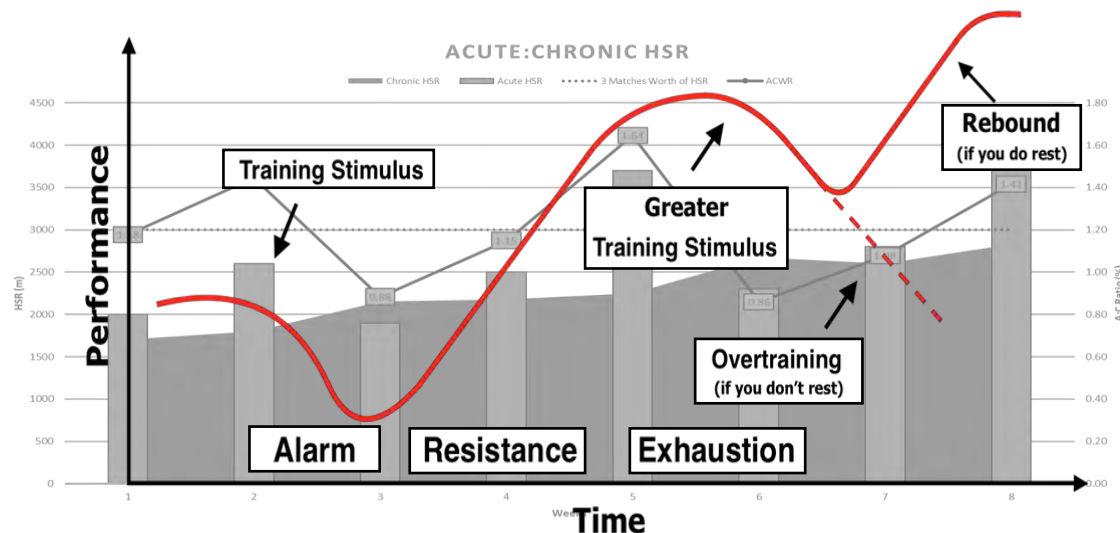 ACUTE:CHRONIC HSR
Chronic HSR
Acute HSR
3 Matches Worth of HSR
ACWR
4500
4000
3500
3000
2500
2000
1500
1000
500
0
HSR (m)
Performance
1.80
1.60
1.40
1.20
1.00
0.80
0.60
0.40
0.20
0.00
A:C Ratio (%)
Training Stimulus
Greater
Training Stimulus
Rebound
(if you do rest)
Overtraining
(if you don't rest)
0.86
1.15
1.64
0.86
1.42
Alarm
Resistance
Exhaustion
1
2
3
4
5
6
7
8
Time